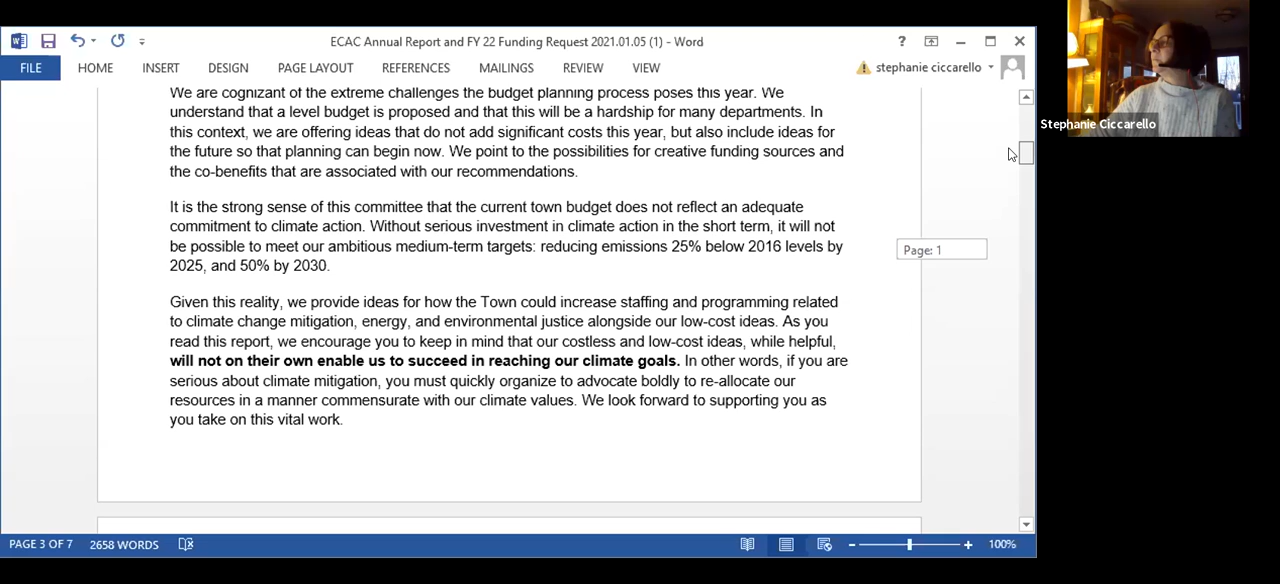 ECAC Annual Report and FY 22 Funding Request 2021.01.05 (1) - Word
?
FILE HOME INSERT DESIGN PAGE LAYOUT REFERENCES MAILINGS REVIEW VIEW stephanie ciccarello
Stephanie Ciccarello
We are cognizant of the extreme challenges the budget planning process poses this year. We
understand that a level budget is proposed and that this will be a hardship for many departments. In
this context, we are offering ideas that do not add significant costs this year, but also include ideas for
the future so that planning can begin now. We point to the possibilities for creative funding sources and
the co-benefits that are associated with our recommendations.
It is the strong sense of this committee that the current town budget does not reflect an adequate
commitment to climate action. Without serious investment in climate action in the short term, it will not
be possible to meet our ambitious medium-term targets: reducing emissions 25% below 2016 levels by
2025, and 50% by 2030.
Page: 1
Given this reality, we provide ideas for how the Town could increase staffing and programming related
to climate change mitigation, energy, and environmental justice alongside our low-cost ideas. As you
read this report, we encourage you to keep in mind that our costless and low-cost ideas, while helpful,
will not on their own enable us to succeed in reaching our climate goals. In other words, if you are
serious about climate mitigation, you must quickly organize to advocate boldly to re-allocate our
resources in a manner commensurate with our climate values. We look forward to supporting you as
you take on this vital work.
PAGE 3 OF 7 2658 WORDS 100%